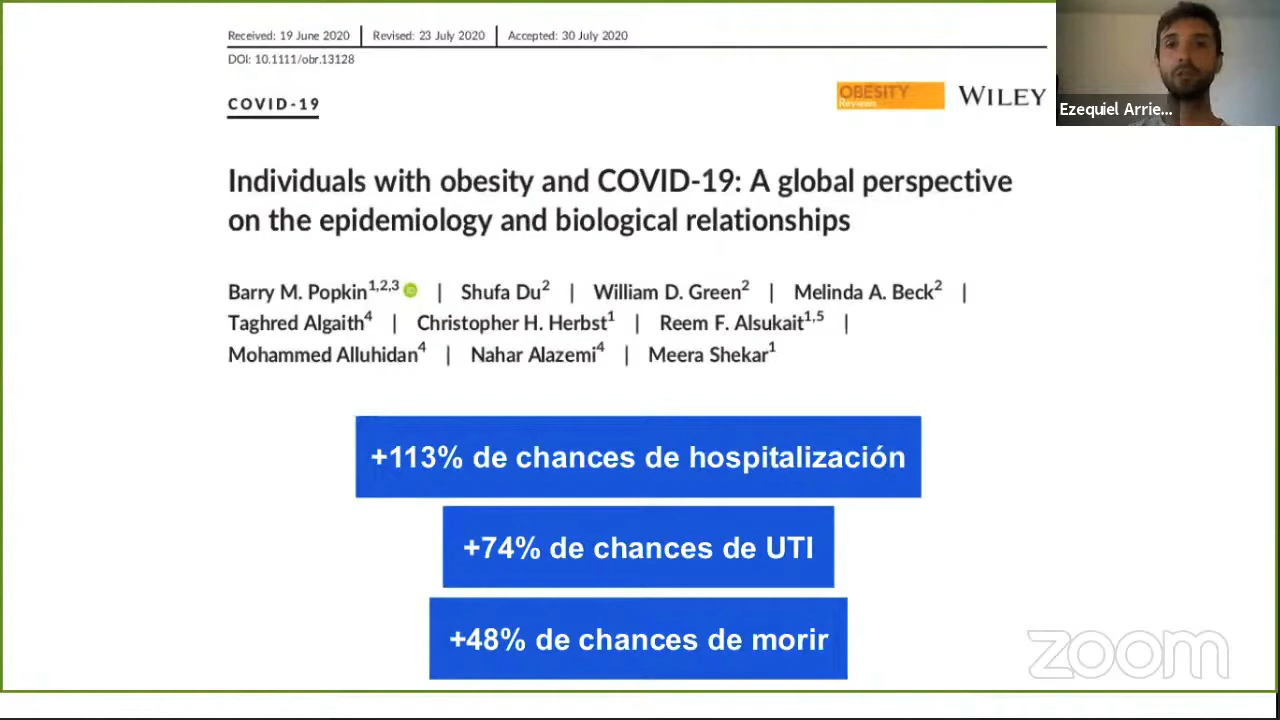 Received: 19 June 2020 | Revised: 23 July 2020 | Accepted: 30 July 2020
DOI: 10.1111/obr.13128
COVID-19
OBESITY
Reviews
WILEY
Ezequiel Arrie...
Individuals with obesity and COVID-19: A global perspective
on the epidemiology and biological relationships
Barry M. Popkin1,2,3 | Shufa Du2 | William D. Green2 | Melinda A. Beck2 |
Taghred Algaith4 | Christopher H. Herbst1 | Reem F. Alsukait1,5 |
Mohammed Alluhidan4 | Nahar Alazemi4 | Meera Shekar1
+113% de chances de hospitalización
+74% de chances de UTI
+48% de chances de morir
zoom